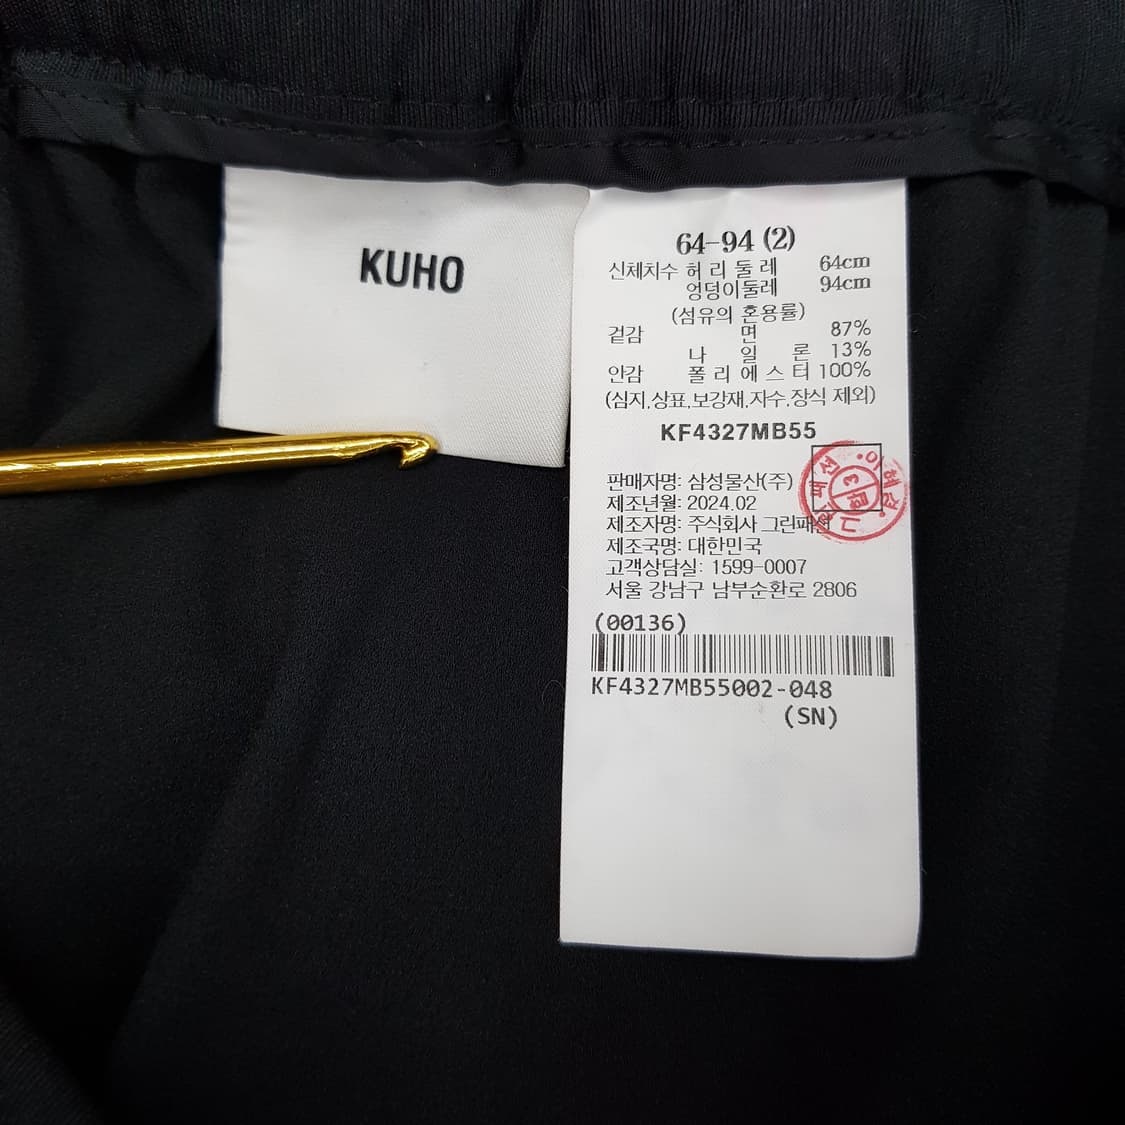 KUHO
64-94 (2)
신체치수 허리둘레 64cm
엉덩이둘레 94cm
(섬유의 혼용률)
겉감 면 87%
나일론 13%
안감 폴리에스터 100%
(심지,상표,보강재,자수,장식 제외)
KF4327MB55
판매자명: 삼성물산(주)
제조년월: 2024.02
제조자명: 주식회사 그린패션
제조국명: 대한민국
고객상담실: 1599-0007
서울 강남구 남부순환로 2806
(00136)
KF4327MB55002-048
(SN)